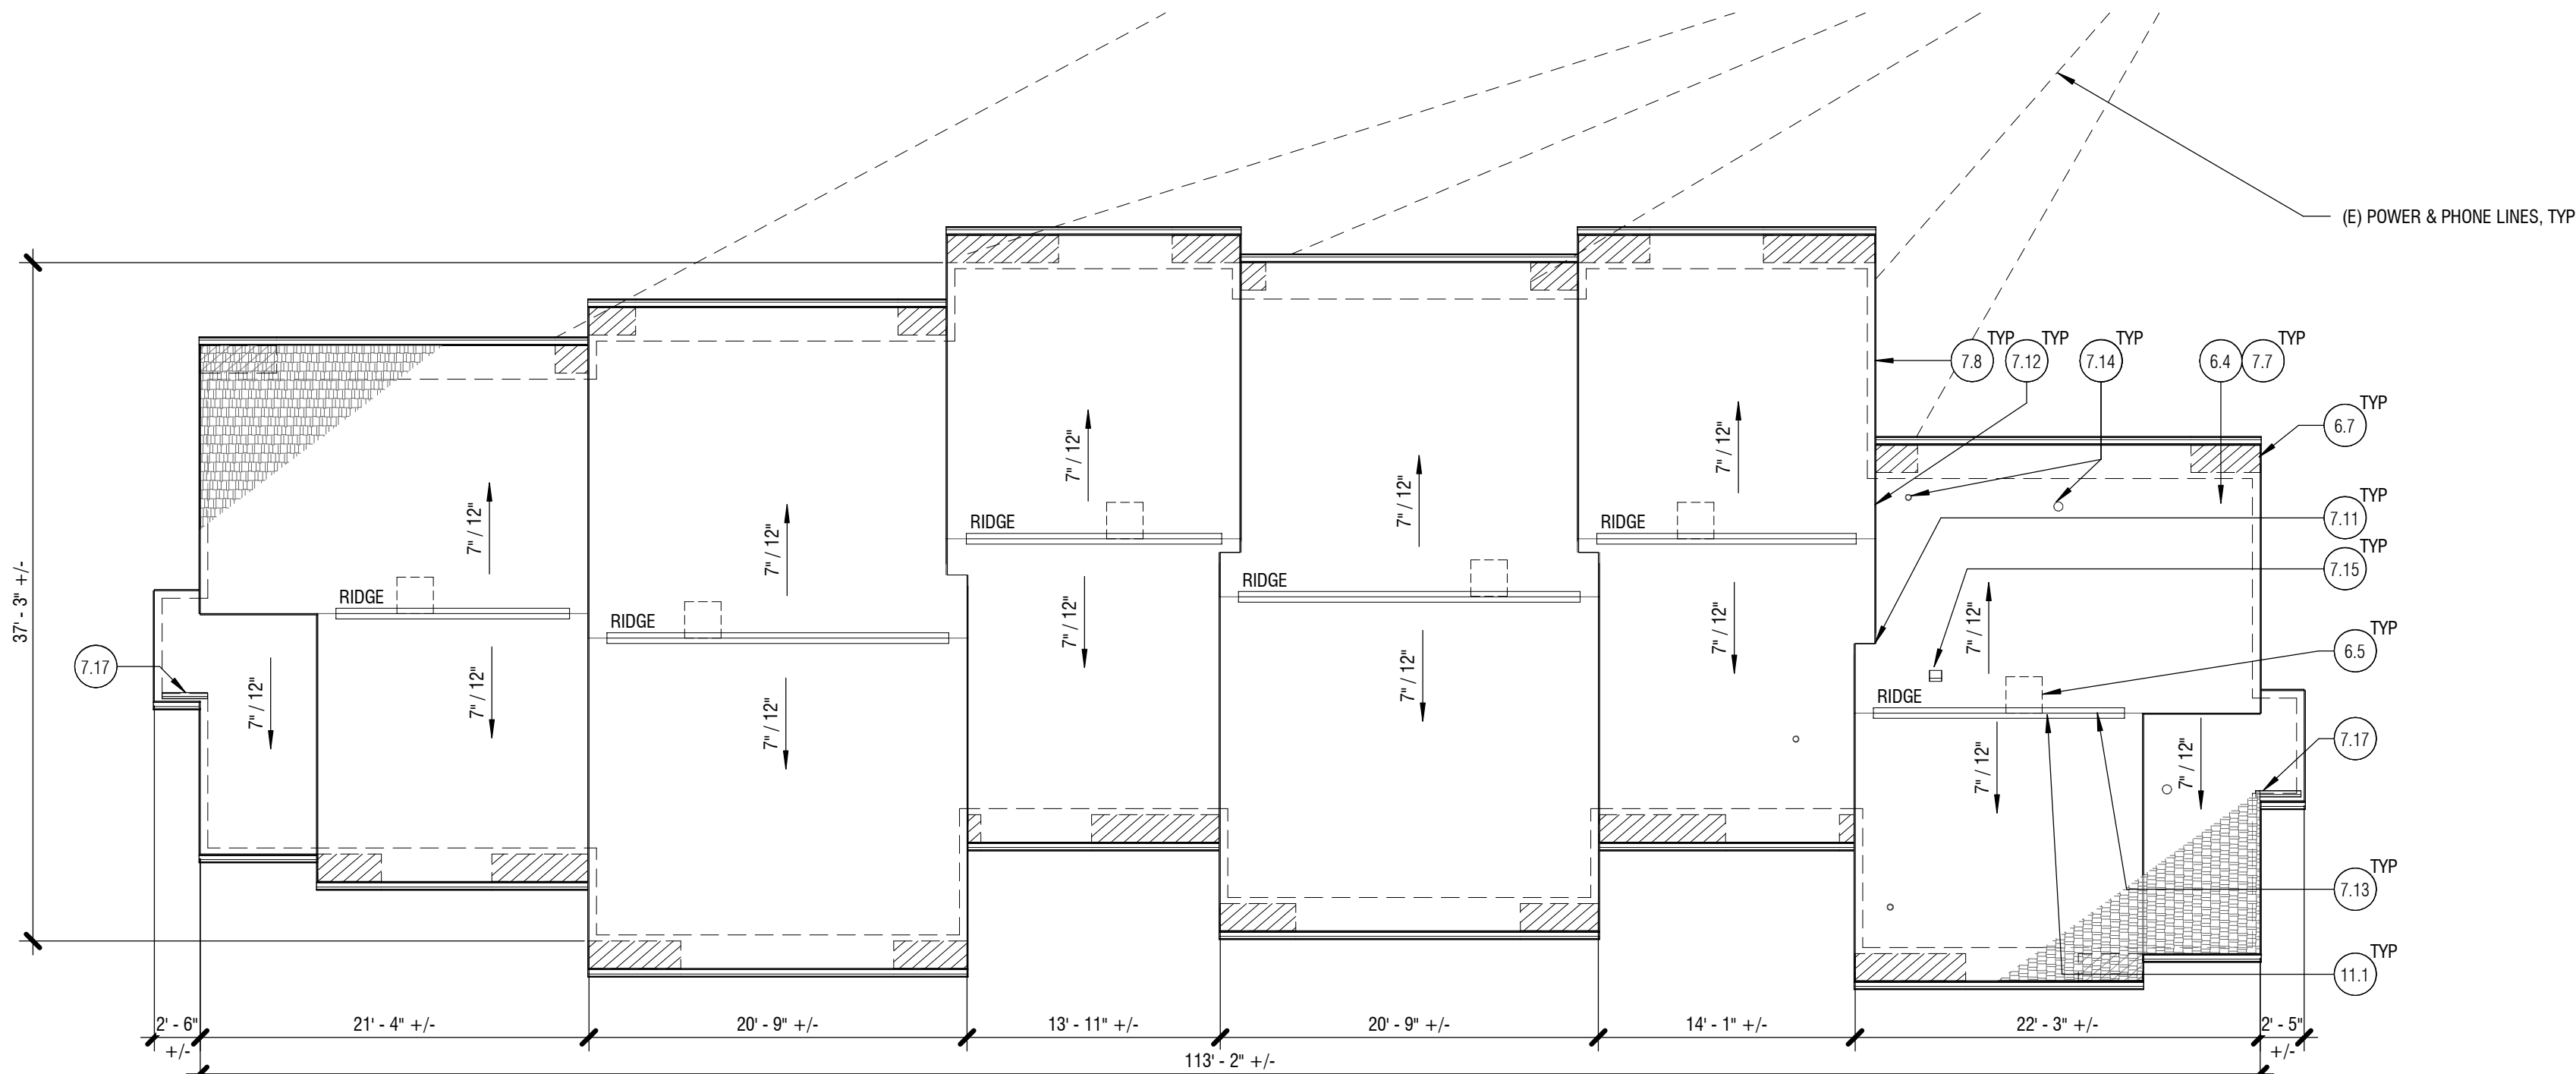 (E) POWER & PHONE LINES, TYP
TYP
7.8
TYP
7.12
TYP
7.14
6.4
TYP
7.7
TYP
6.7
TYP
7.11
TYP
7.15
TYP
6.5
7.17
TYP
7.13
TYP
11.1
7.17
37' - 3" +/-
7" / 12"
7" / 12"
7" / 12"
7" / 12"
7" / 12"
7" / 12"
7" / 12"
7" / 12"
7" / 12"
7" / 12"
7" / 12"
7" / 12"
7" / 12"
7" / 12"
RIDGE
RIDGE
RIDGE
RIDGE
RIDGE
RIDGE
2' - 6"
+/-
21' - 4" +/-
20' - 9" +/-
13' - 11" +/-
20' - 9" +/-
14' - 1" +/-
22' - 3" +/-
2' - 5"
+/-
113' - 2" +/-